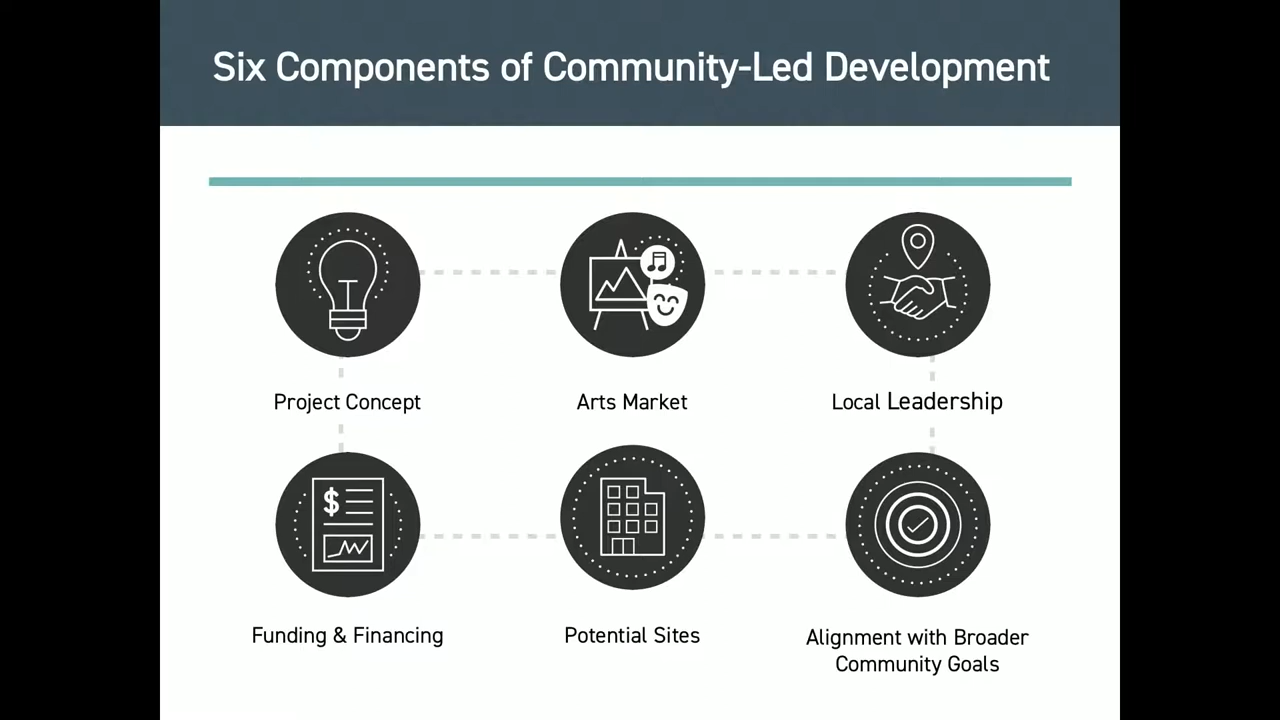 Six Components of Community-Led Development
Project Concept
Arts Market
Local Leadership
$
Funding & Financing
Potential Sites
Alignment with Broader
Community Goals